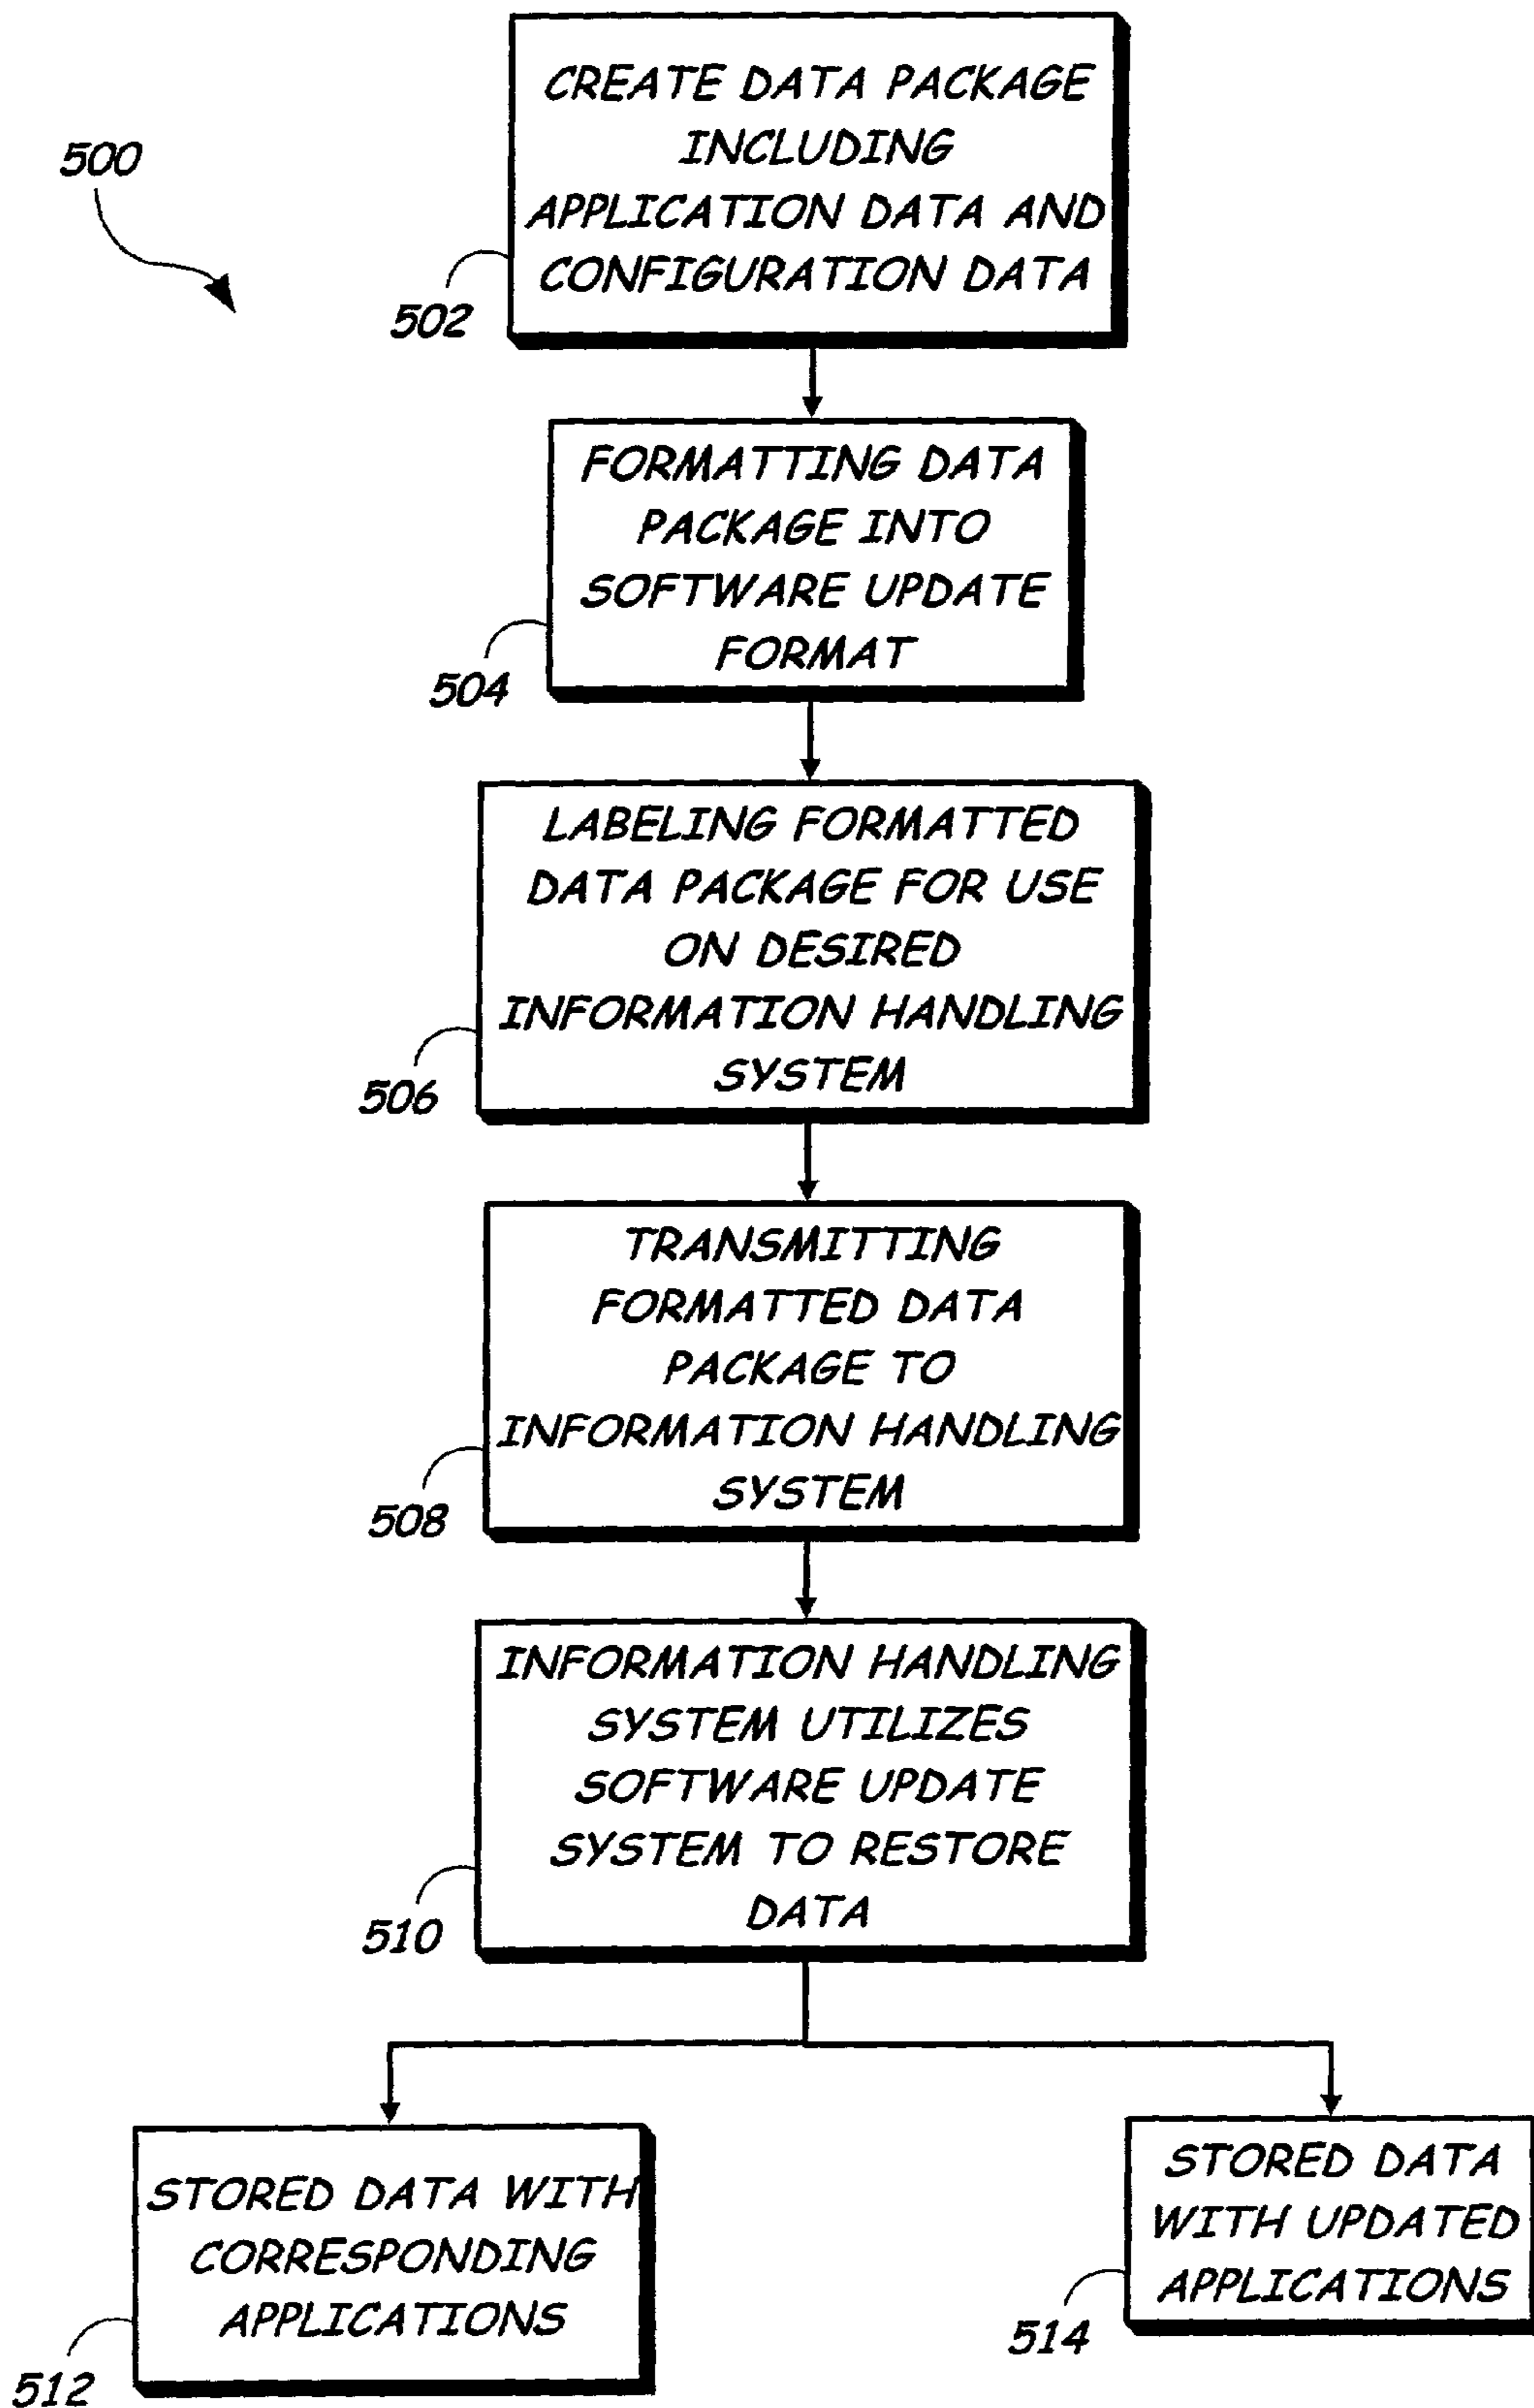 500
CREATE DATA PACKAGE
INCLUDING
APPLICATION DATA AND
CONFIGURATION DATA
502
FORMATTING DATA
PACKAGE INTO
SOFTWARE UPDATE
FORMAT
504
LABELING FORMATTED
DATA PACKAGE FOR USE
ON DESIRED
INFORMATION HANDLING
SYSTEM
506
TRANSMITTING
FORMATTED DATA
PACKAGE TO
INFORMATION HANDLING
SYSTEM
508
INFORMATION HANDLING
SYSTEM UTILIZES
SOFTWARE UPDATE
SYSTEM TO RESTORE
DATA
510
STORED DATA WITH
CORRESPONDING
APPLICATIONS
512
STORED DATA
WITH UPDATED
APPLICATIONS
514